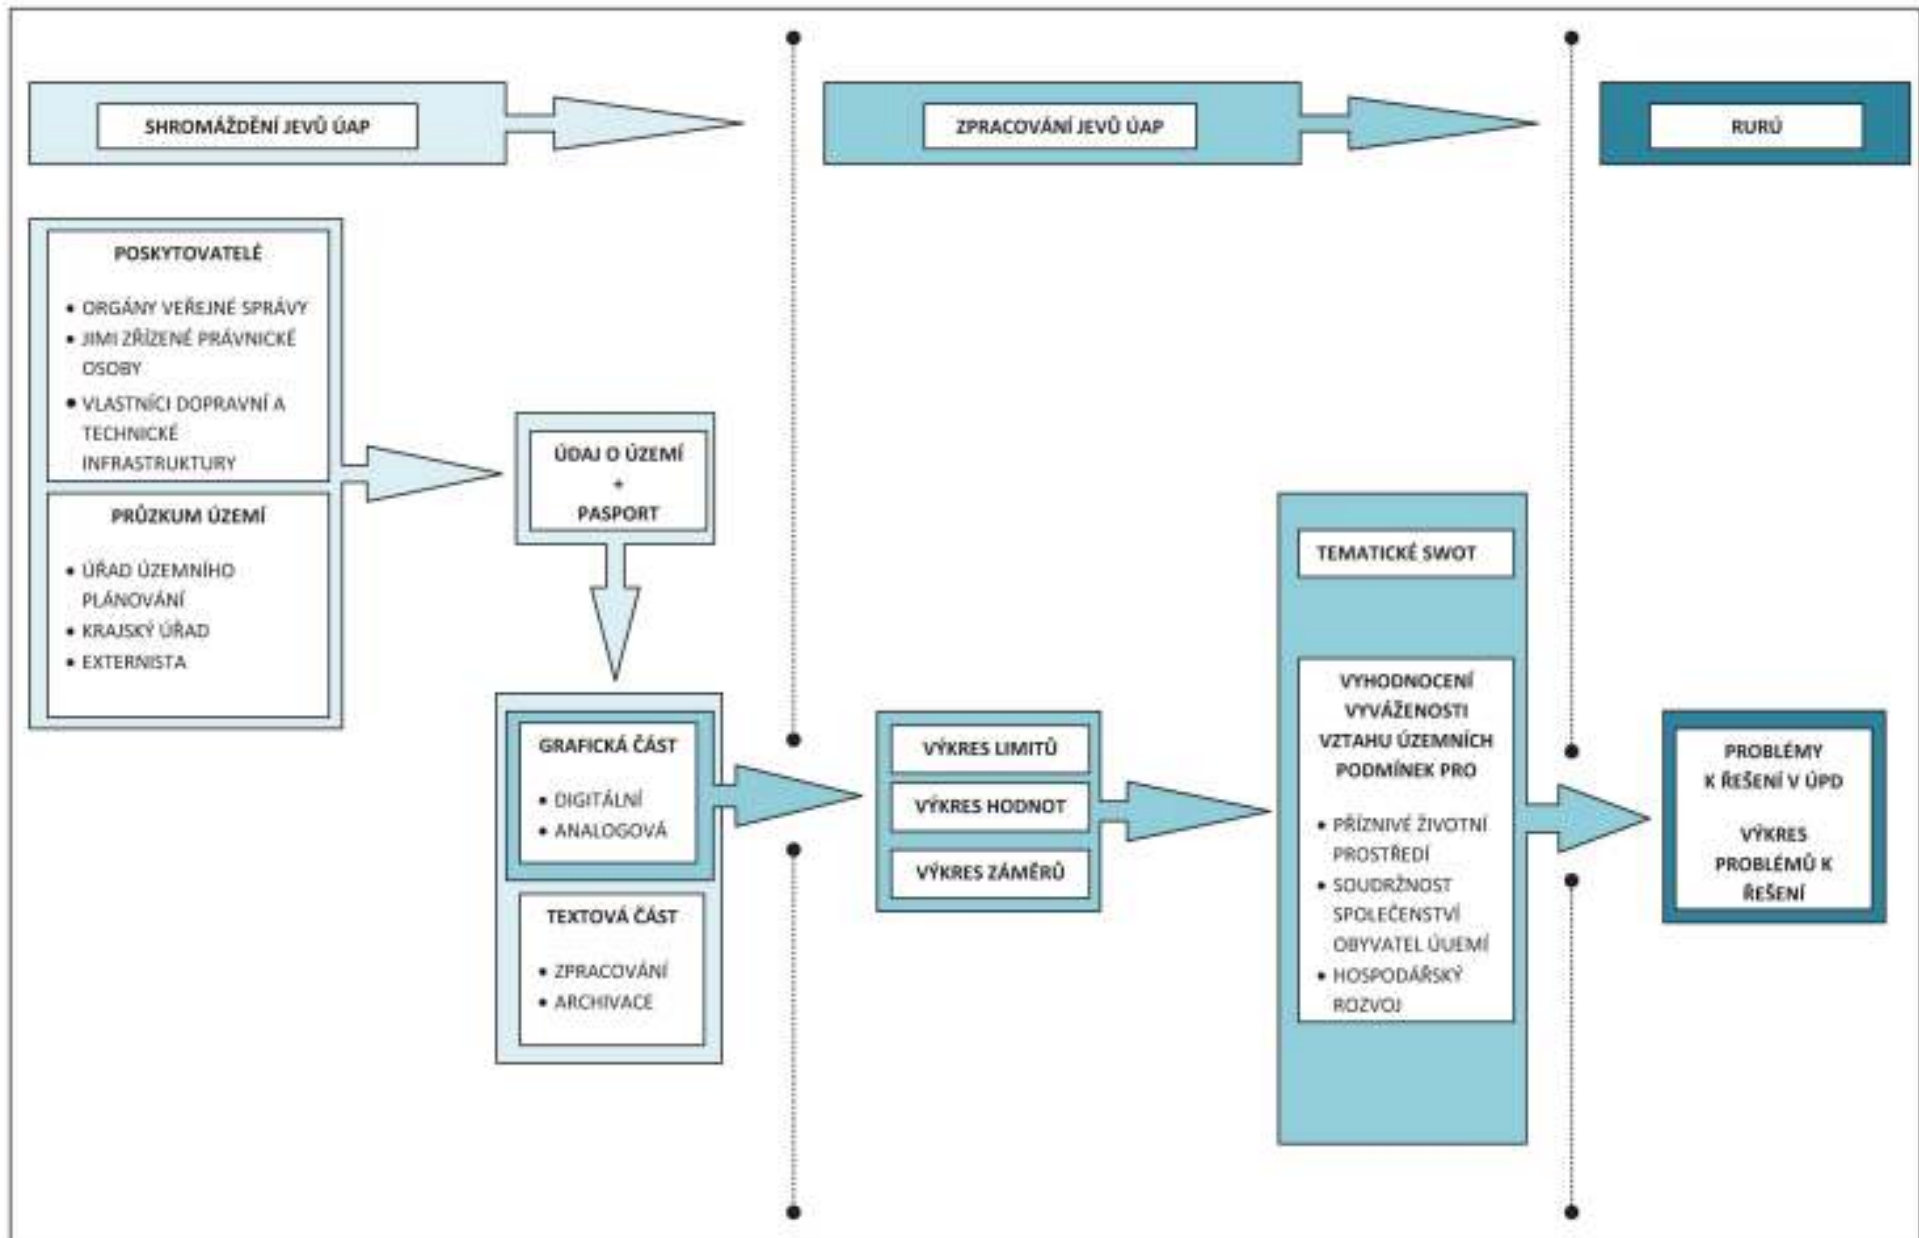 SHROMÁŽDĚNÍ JEVŮ ÚAP
ZPRACOVÁNÍ JEVŮ ÚAP
RURÚ
POSKYTOVATELÉ
• ORGÁNY VEŘEJNÉ SPRÁVY
• JIMI ZŘÍZENÉ PRÁVNICKÉ
OSOBY
• VLASTNÍCI DOPRAVNÍ A
TECHNICKÉ
INFRASTRUKTURY
PRŮZKUM ÚZEMÍ
• ÚŘAD ÚZEMNÍHO
PLÁNOVÁNÍ
• KRAJSKÝ ÚŘAD
• EXTERNISTA
ÚDAJ O ÚZEMÍ
+
PASPORT
GRAFICKÁ ČÁST
• DIGITÁLNÍ
• ANALOGOVÁ
TEXTOVÁ ČÁST
• ZPRACOVÁNÍ
• ARCHIVACE
VÝKRES LIMITŮ
VÝKRES HODNOT
VÝKRES ZÁMĚRŮ
TEMATICKÉ SWOT
VYHODNOCENÍ
VYVÁŽENOSTI
VZTAHU ÚZEMNÍCH
PODMÍNEK PRO
• PŘÍZNIVÉ ŽIVOTNÍ
PROSTŘEDÍ
• SOUDRŽNOST
SPOLEČENSTVÍ
OBYVATEL ÚUEMÍ
• HOSPODÁŘSKÝ
ROZVOJ
PROBLÉMY
K ŘEŠENÍ V ÚPD
VÝKRES
PROBLÉMŮ K
ŘEŠENÍ